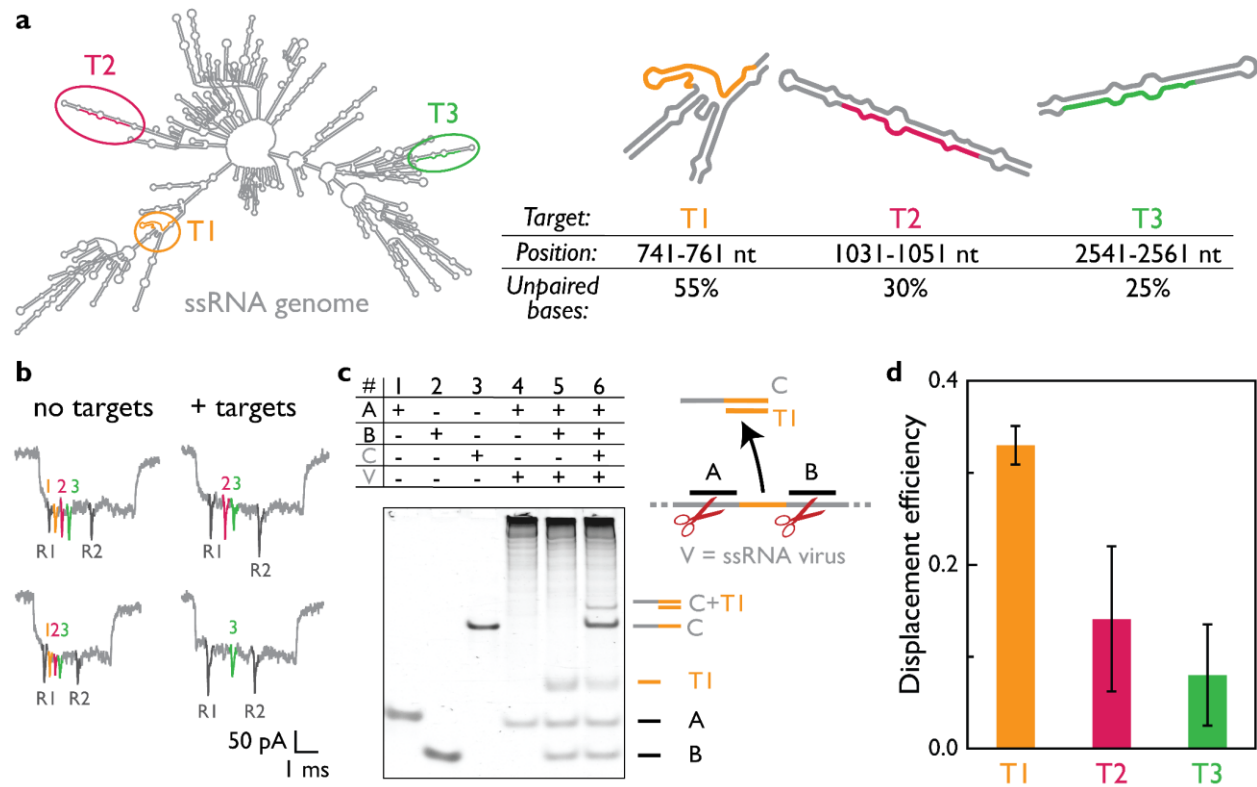 a
T2
T3
T1
ssRNA genome
Target: T1 T2 T3
Position: 741-761 nt 1031-1051 nt 2541-2561 nt
Unpaired bases: 55% 30% 25%
b
no targets + targets
1 2 3
R1 R2
2 3
R1 R2
1 2 3
R1 R2
3
R1 R2
50 pA
1 ms
c
# 1 2 3 4 5 6
A + - - + + +
B - + - - + +
C - - + - - +
V - - - + + +
C
T1
A B
V = ssRNA virus
C+T1
C
T1
A
B
d
Displacement efficiency
0.4
0.2
0.0
T1 T2 T3